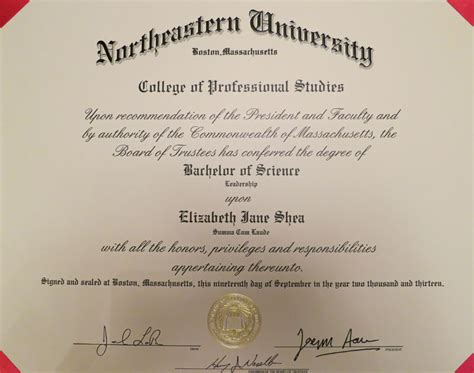 Northeastern University
Boston, Massachusetts
College of Professional Studies
Upon recommendation of the President and Faculty and
by authority of the Commonwealth of Massachusetts, the
Board of Trustees has conferred the degree of
Bachelor of Science
Leadership
upon
Elizabeth Jane Shea
Summa Cum Laude
with all the honors, privileges and responsibilities
appertaining thereunto.
Signed and sealed at Boston, Massachusetts, this nineteenth day of September in the year two thousand and thirteen.